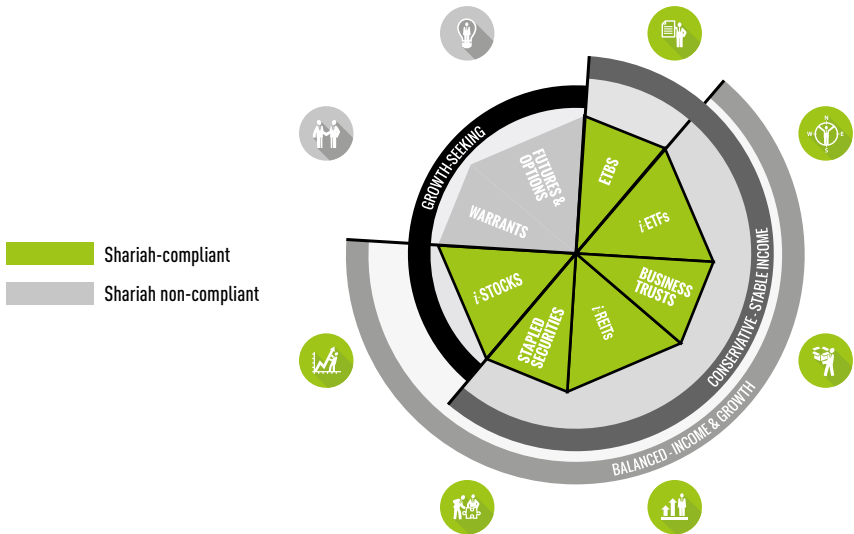 Shariah-compliant
Shariah non-compliant
GROWTH-SEEKING
FUTURES &
OPTIONS
WARRANTS
i-STOCKS
STAPLED
SECURITIES
i-REITs
BUSINESS
TRUSTS
i-ETFs
ETBS
CONSERVATIVE - STABLE INCOME
BALANCED - INCOME & GROWTH
N
W
E
S